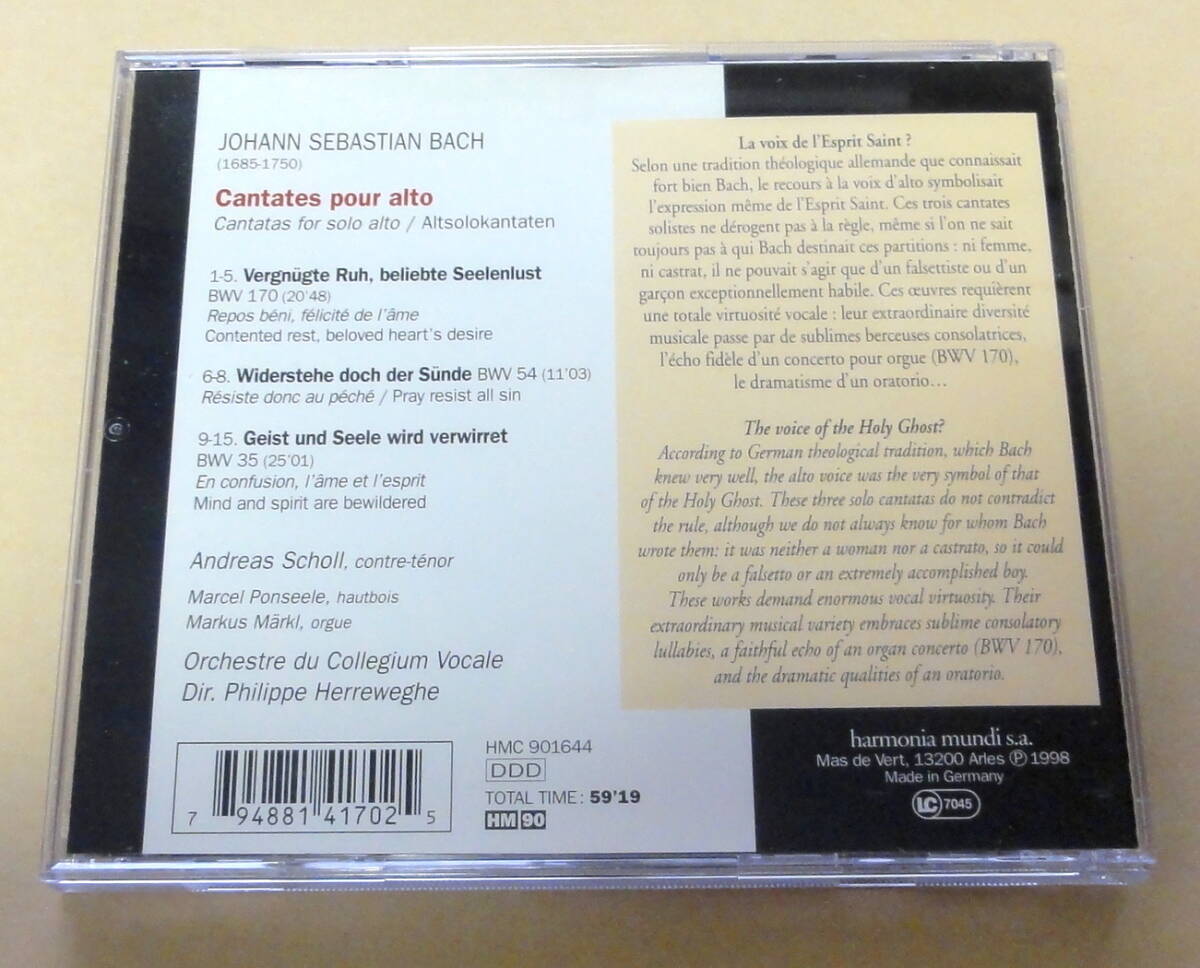 JOHANN SEBASTIAN BACH
(1685-1750)
Cantates pour alto
Cantatas for solo alto / Altsolokantaten
1-5. Vergnügte Ruh, beliebte Seelenlust
BWV 170 (20'48)
Repos béni, félicité de l'âme
Contented rest, beloved heart's desire
6-8. Widerstehe doch der Sünde BWV 54 (11'03)
Résiste donc au péché / Pray resist all sin
9-15. Geist und Seele wird verwirret
BWV 35 (25'01)
En confusion, l'âme et l'esprit
Mind and spirit are bewildered
Andreas Scholl, contre-ténor
Marcel Ponseele, hautbois
Markus Märkl, orgue
Orchestre du Collegium Vocale
Dir. Philippe Herreweghe
7 94881 41702 5
HMC 901644
DDD
TOTAL TIME : 59'19
HM 90
La voix de l'Esprit Saint ?
Selon une tradition théologique allemande que connaissait
fort bien Bach, le recours à la voix d'alto symbolisait
l'expression même de l'Esprit Saint. Ces trois cantates
solistes ne dérogent pas à la règle, même si l'on ne sait
toujours pas à qui Bach destinait ces partitions : ni femme,
ni castrat, il ne pouvait s'agir que d'un falsettiste ou d'un
garçon exceptionnellement habile. Ces œuvres requièrent
une totale virtuosité vocale : leur extraordinaire diversité
musicale passe par de sublimes berceuses consolatrices,
l'écho fidèle d'un concerto pour orgue (BWV 170),
le dramatisme d'un oratorio…
The voice of the Holy Ghost?
According to German theological tradition, which Bach
knew very well, the alto voice was the very symbol of that
of the Holy Ghost. These three solo cantatas do not contradict
the rule, although we do not always know for whom Bach
wrote them: it was neither a woman nor a castrato, so it could
only be a falsetto or an extremely accomplished boy.
These works demand enormous vocal virtuosity. Their
extraordinary musical variety embraces sublime consolatory
lullabies, a faithful echo of an organ concerto (BWV 170),
and the dramatic qualities of an oratorio.
harmonia mundi s.a.
Mas de Vert, 13200 Arles ℗ 1998
Made in Germany
LC 7045